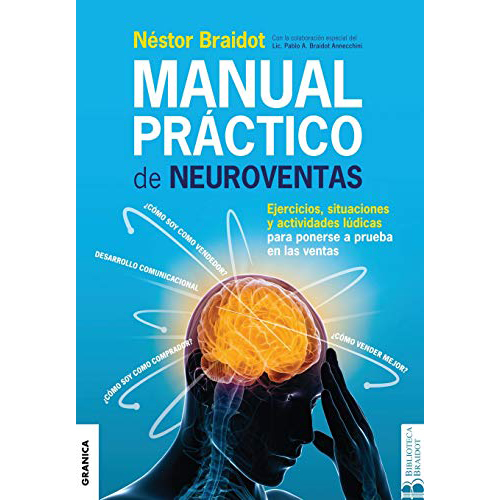 Néstor Braidot
Con la colaboración especial del
Lic. Pablo A. Braidot Annecchini
MANUAL
PRÁCTICO
de NEUROVENTAS
Ejercicios, situaciones
y actividades lúdicas
para ponerse a prueba
en las ventas
¿CÓMO SOY COMO VENDEDOR?
DESARROLLO COMUNICACIONAL
¿CÓMO SOY COMO COMPRADOR?
¿CÓMO VENDER MEJOR?
GRANICA
BIBLIOTECA
BRAIDOT